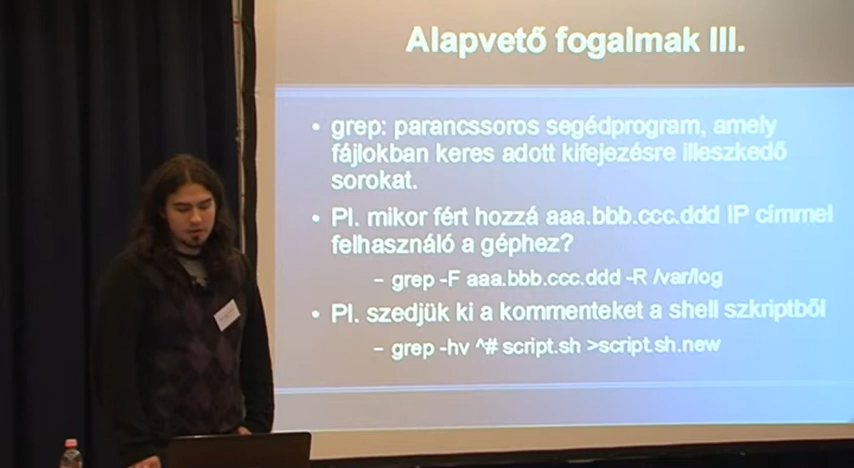 Alapvető fogalmak III.
• grep: parancssoros segédprogram, amely
fájlokban keres adott kifejezésre illeszkedő
sorokat.
• Pl. mikor fért hozzá aaa.bbb.ccc.ddd IP címmel
felhasználó a géphez?
– grep -F aaa.bbb.ccc.ddd -R /var/log
• Pl. szedjük ki a kommenteket a shell szkriptből
– grep -hv ^# script.sh >script.sh.new